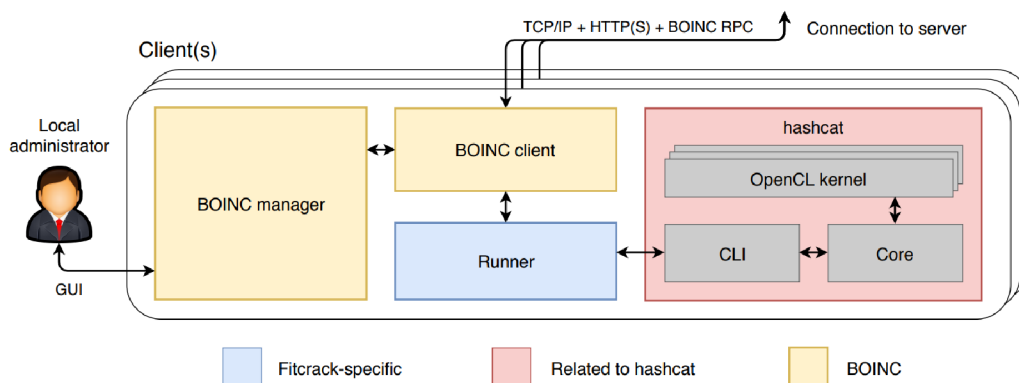 TCP/IP + HTTP(S) + BOINC RPC
Connection to server
Client(s)
Local
administrator
GUI
BOINC manager
BOINC client
Runner
hashcat
OpenCL kernel
CLI
Core
Fitcrack-specific
Related to hashcat
BOINC